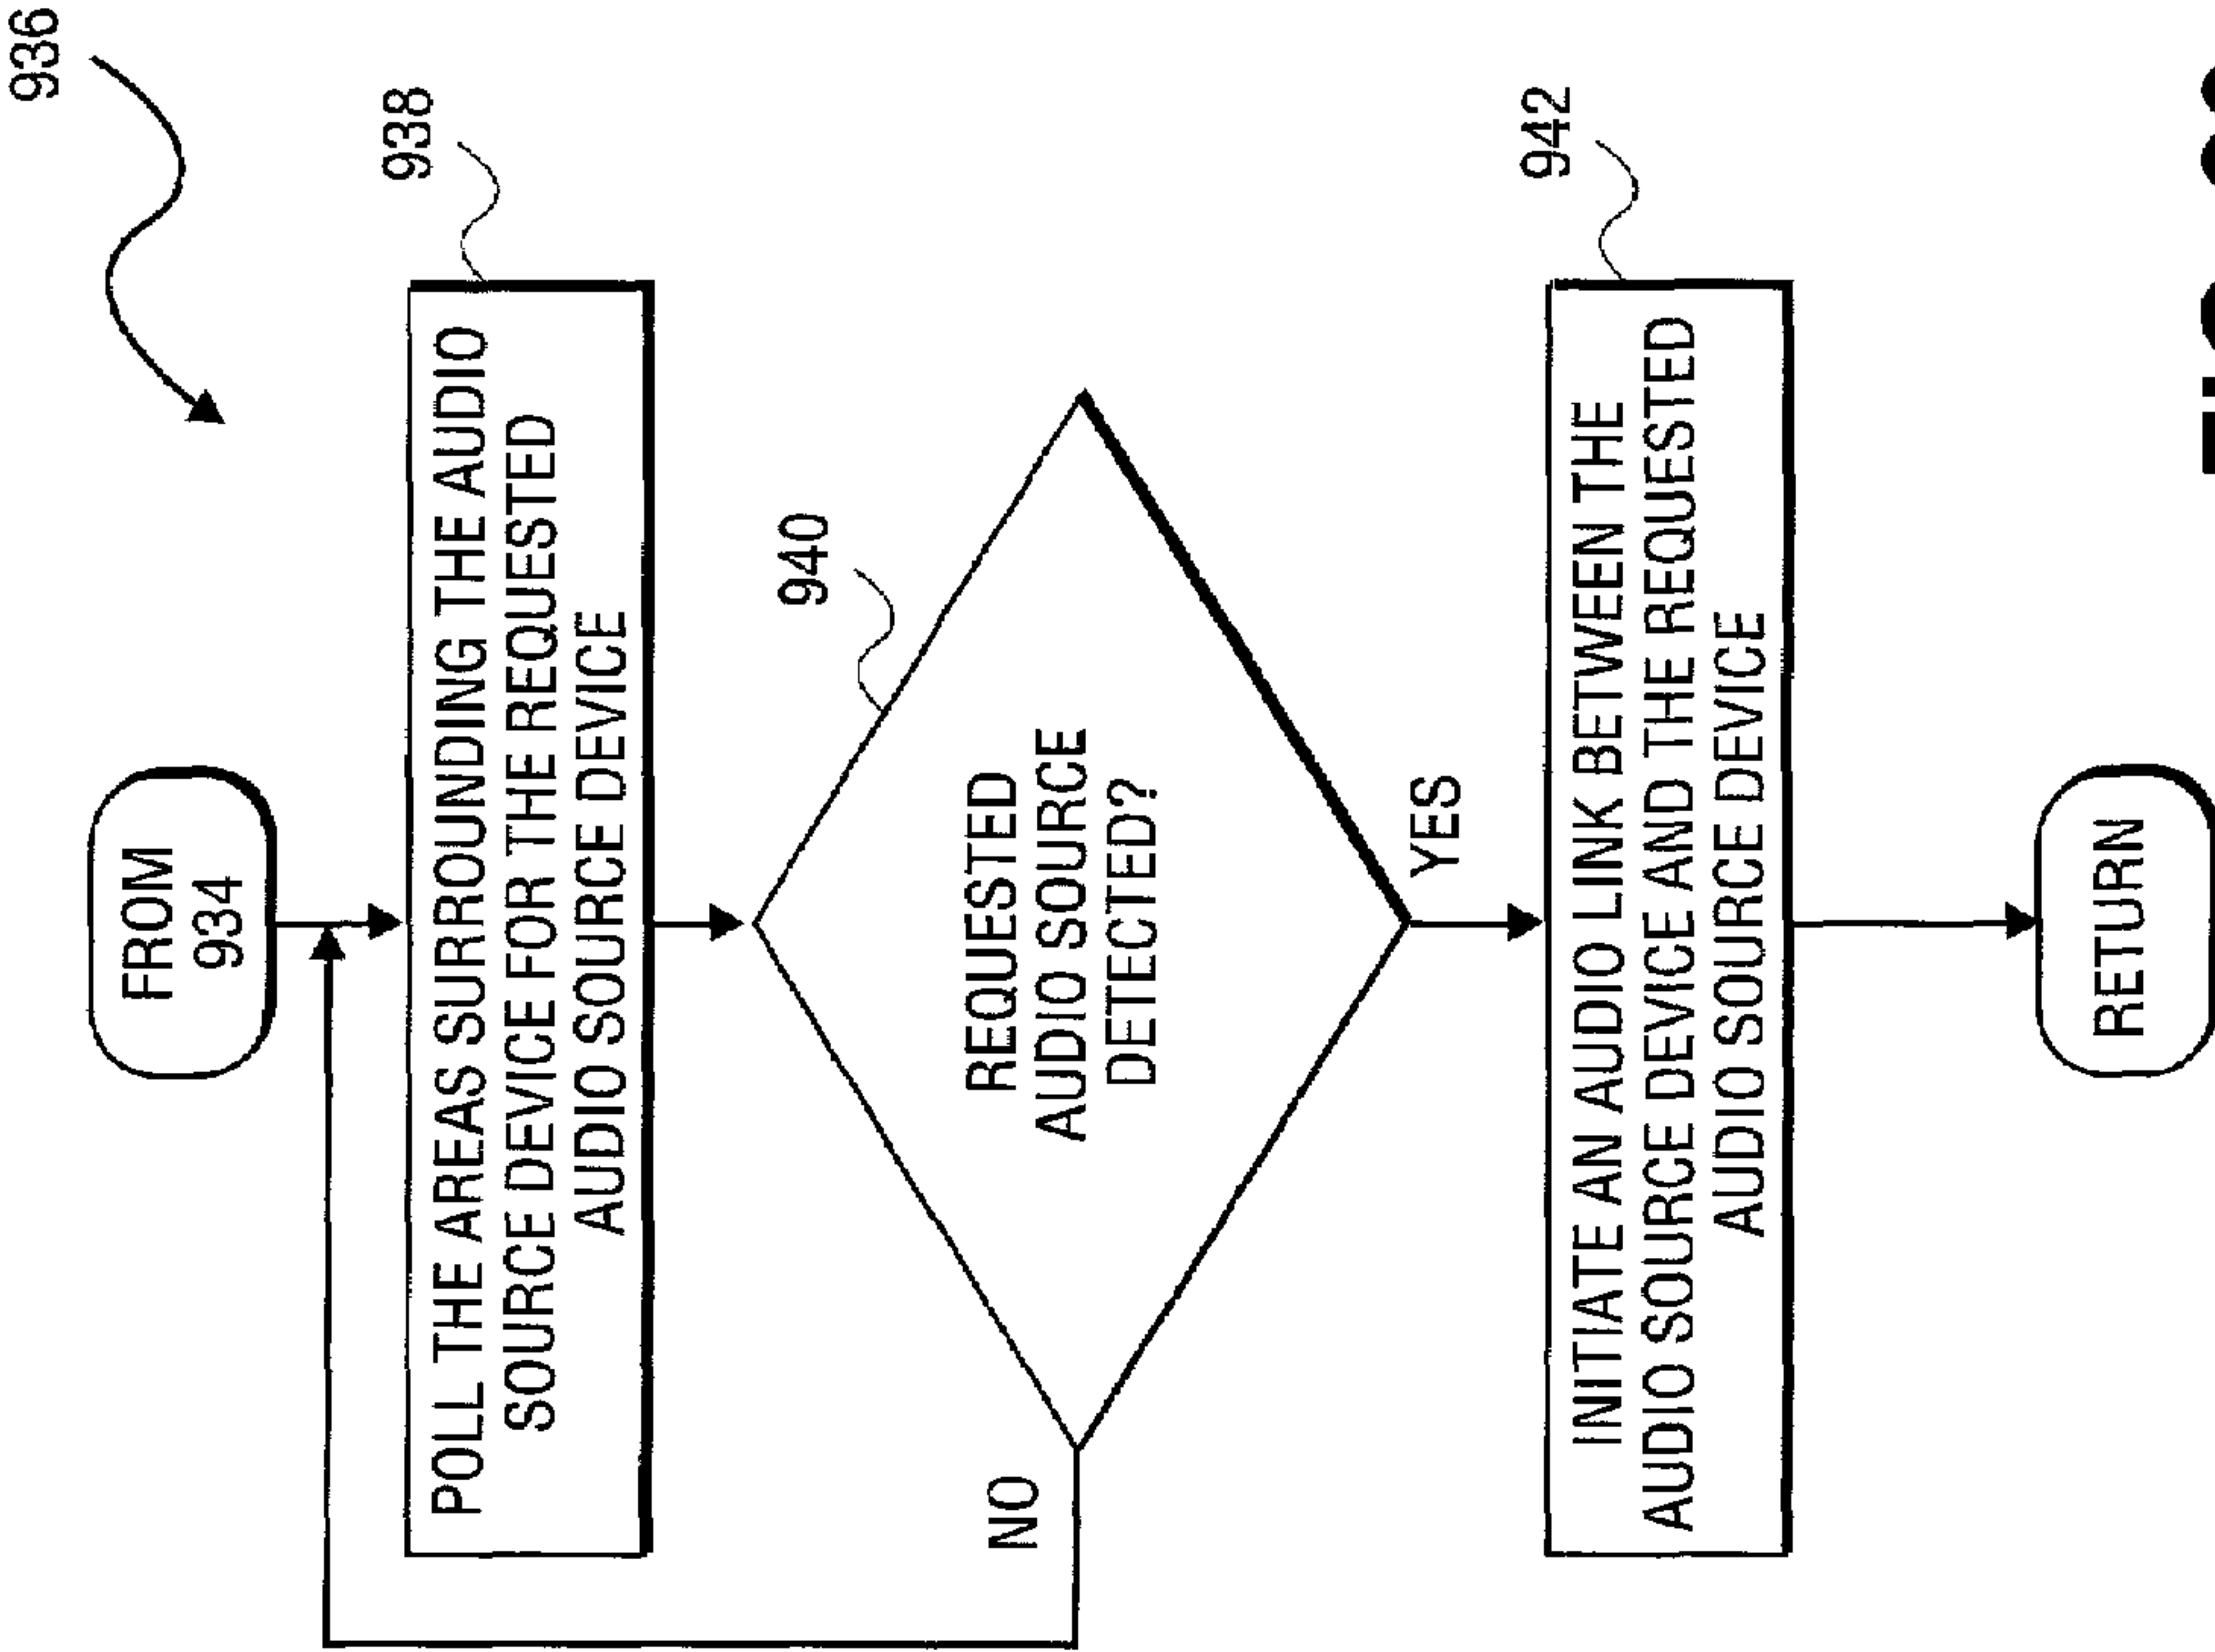 936
FROM
934
938
POLL THE AREAS SURROUNDING THE AUDIO
SOURCE DEVICE FOR THE REQUESTED
AUDIO SOURCE DEVICE
940
REQUESTED
AUDIO SOURCE
DETECTED?
NO
YES
942
INITIATE AN AUDIO LINK BETWEEN THE
AUDIO SOURCE DEVICE AND THE REQUESTED
AUDIO SOURCE DEVICE
RETURN